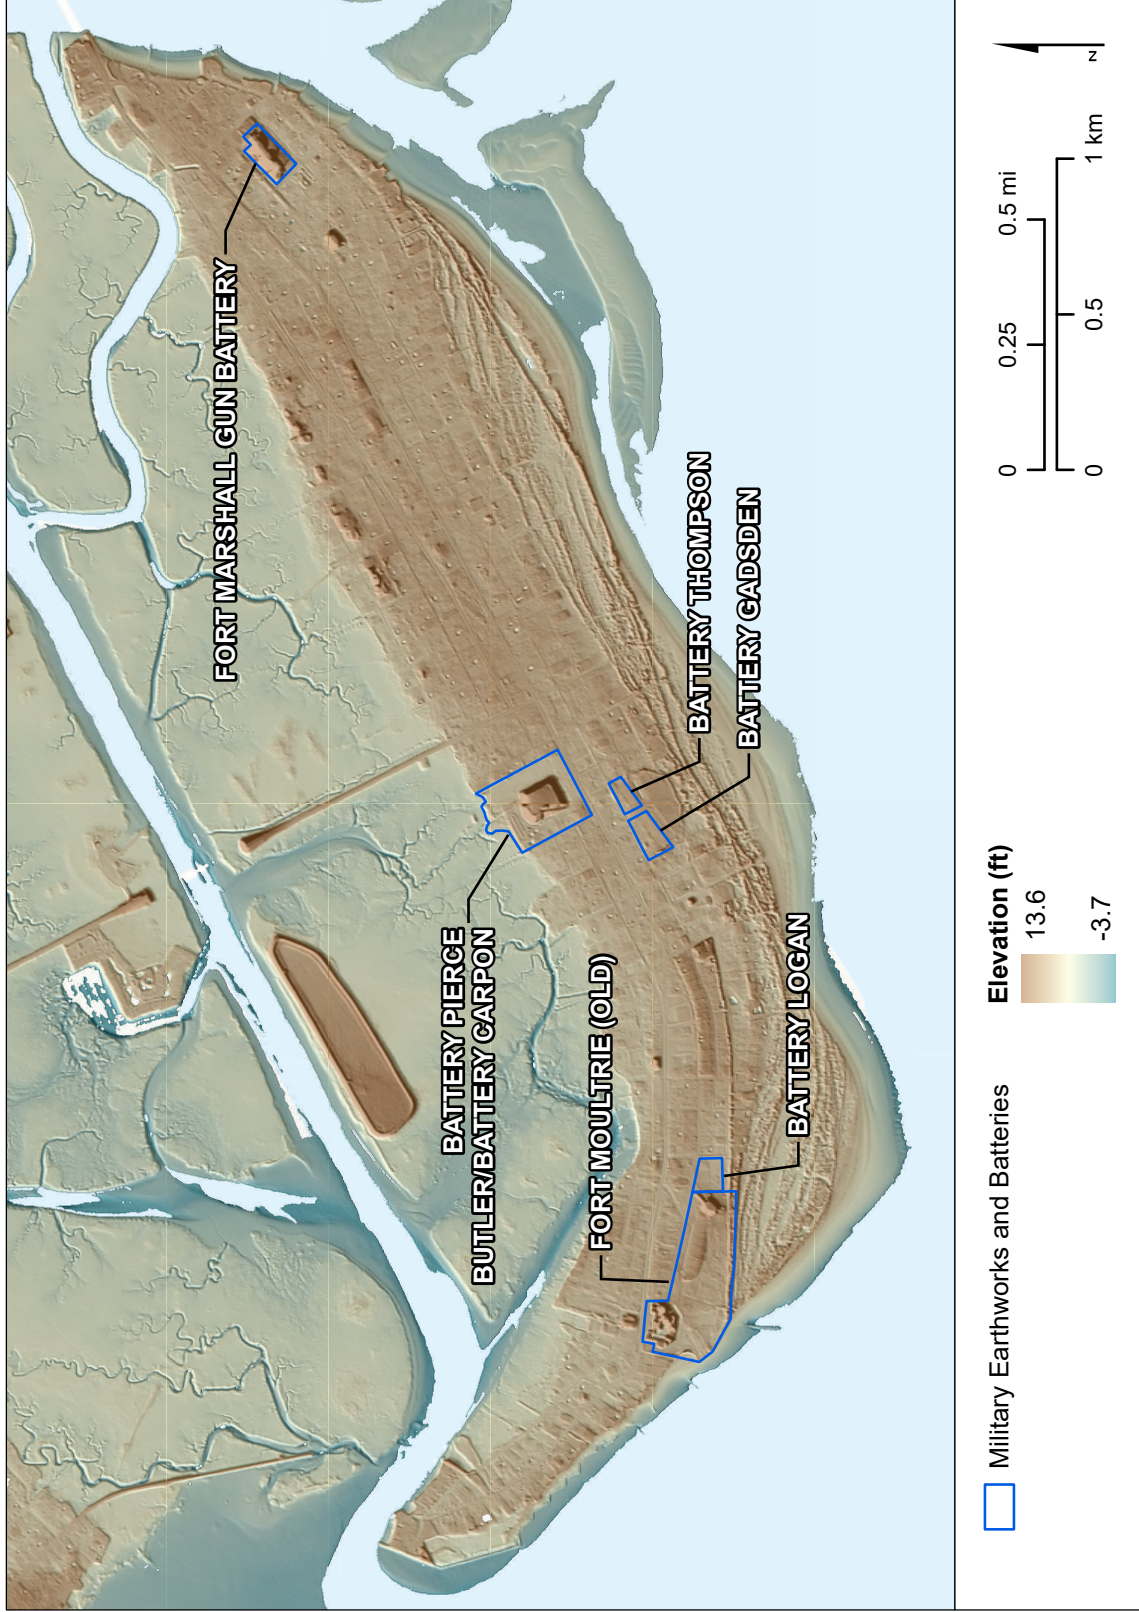 FORT MARSHALL GUN BATTERY
BATTERY THOMPSON
BATTERY GADSDEN
BATTERY PIERCE
BUTLER/BATTERY CARPON
FORT MOULTRIE (OLD)
BATTERY LOGAN
Military Earthworks and Batteries
Elevation (ft)
13.6
-3.7
0 0.25 0.5 mi
0 0.5 1 km
N